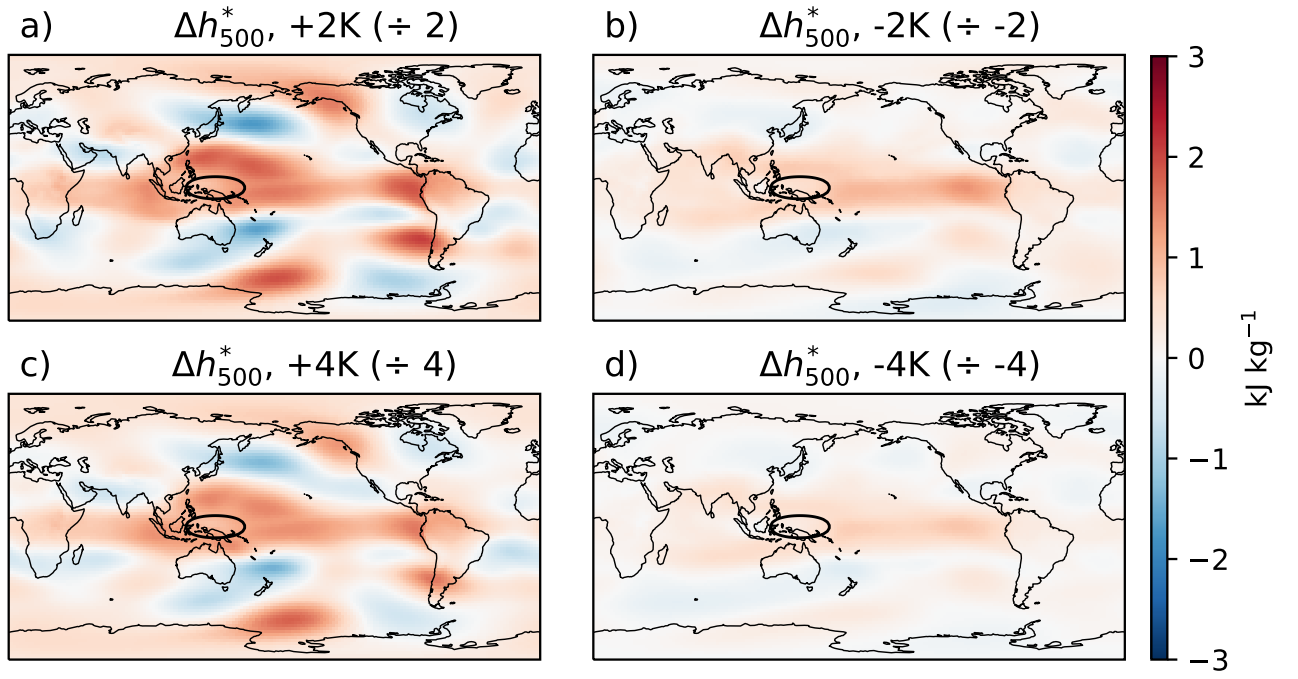 a) Δh*500, +2K (÷ 2)
b) Δh*500, -2K (÷ -2)
c) Δh*500, +4K (÷ 4)
d) Δh*500, -4K (÷ -4)
3
2
1
0
−1
−2
−3
kJ kg⁻¹